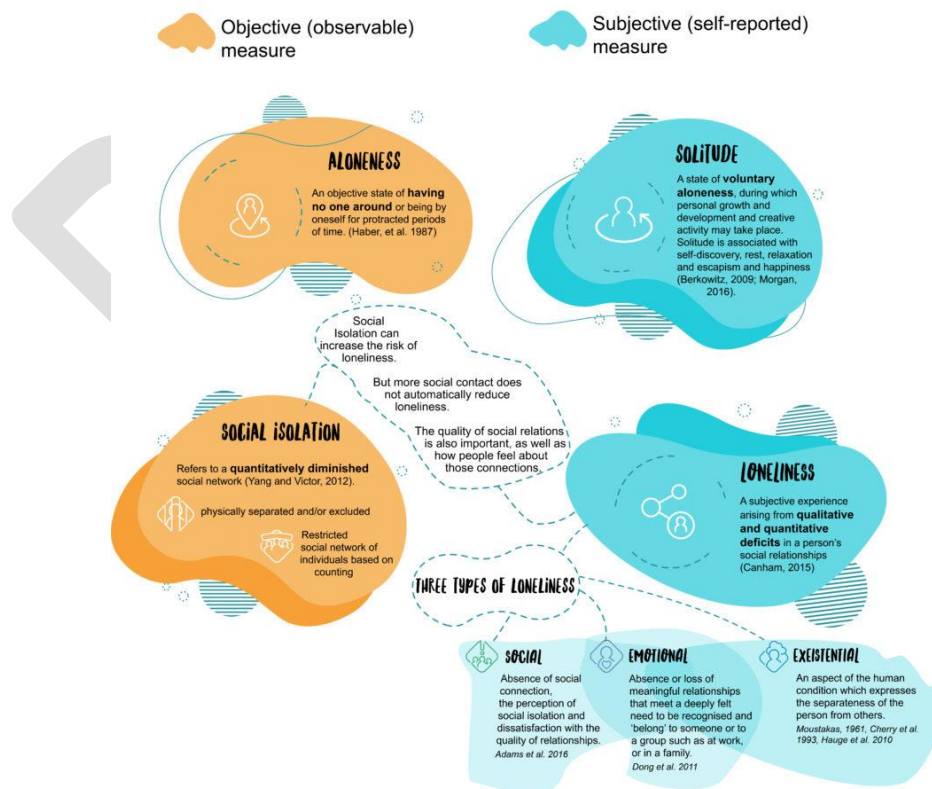 Objective (observable)
measure
Subjective (self-reported)
measure
ALONENESS
An objective state of having
no one around or being by
oneself for protracted periods
of time. (Haber, et al. 1987)
SOLITUDE
A state of voluntary
aloneness, during which
personal growth and
development and creative
activity may take place.
Solitude is associated with
self-discovery, rest, relaxation
and escapism and happiness
(Berkowitz, 2009; Morgan,
2016).
Social
Isolation can
increase the risk of
loneliness.
But more social contact does
not automatically reduce
loneliness.
The quality of social relations
is also important, as well as
how people feel about
those connections.
SOCIAL ISOLATION
Refers to a quantitatively diminished
social network (Yang and Victor, 2012).
physically separated and/or excluded
Restricted
social network of
individuals based on
counting
LONELINESS
A subjective experience
arising from qualitative
and quantitative
deficits in a person's
social relationships
(Canham, 2015)
THREE TYPES OF LONELINESS
SOCIAL
Absence of social
connection,
the perception of
social isolation and
dissatisfaction with the
quality of relationships.
Adams et al. 2016
EMOTIONAL
Absence or loss of
meaningful relationships
that meet a deeply felt
need to be recognised and
'belong' to someone or to
a group such as at work,
or in a family.
Dong et al. 2011
EXEISTENTIAL
An aspect of the human
condition which expresses
the separateness of the
person from others.
Moustakas, 1961, Cherry et al.
1993, Hauge et al. 2010